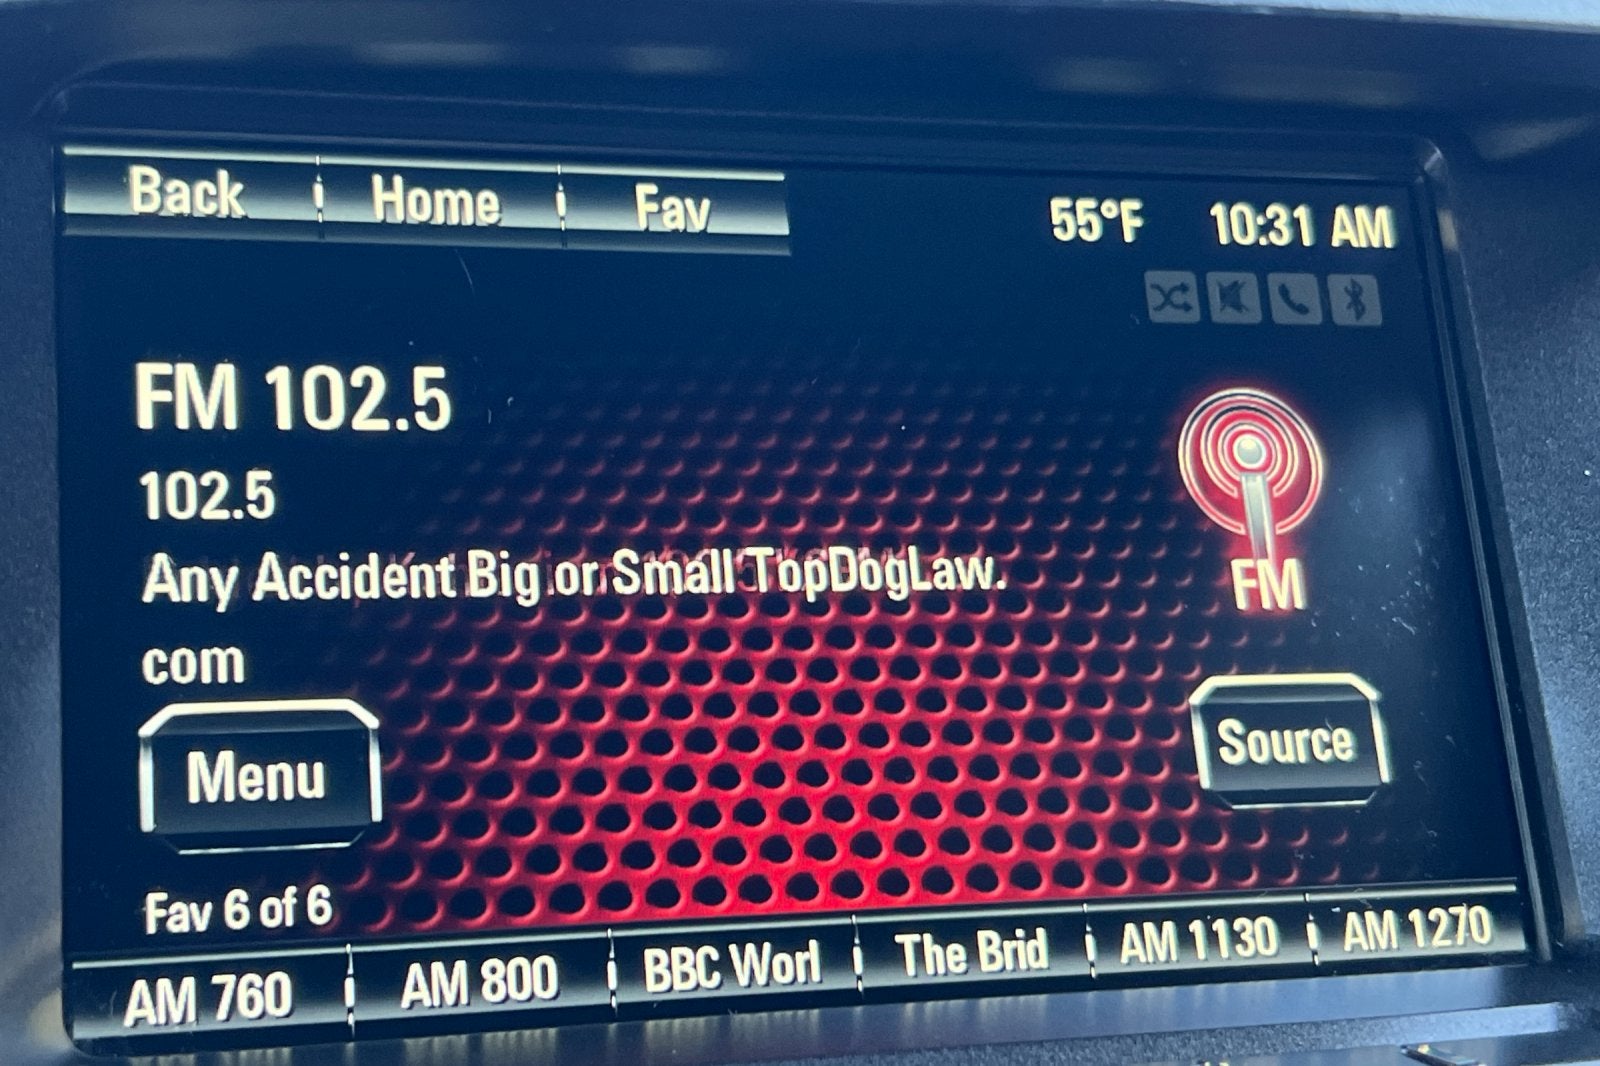 Back Home Fav 55°F 10:31 AM
FM 102.5
102.5
Any Accident Big or Small TopDogLaw.
com
FM
Menu Source
Fav 6 of 6
AM 760 AM 800 BBC Worl The Brid AM 1130 AM 1270